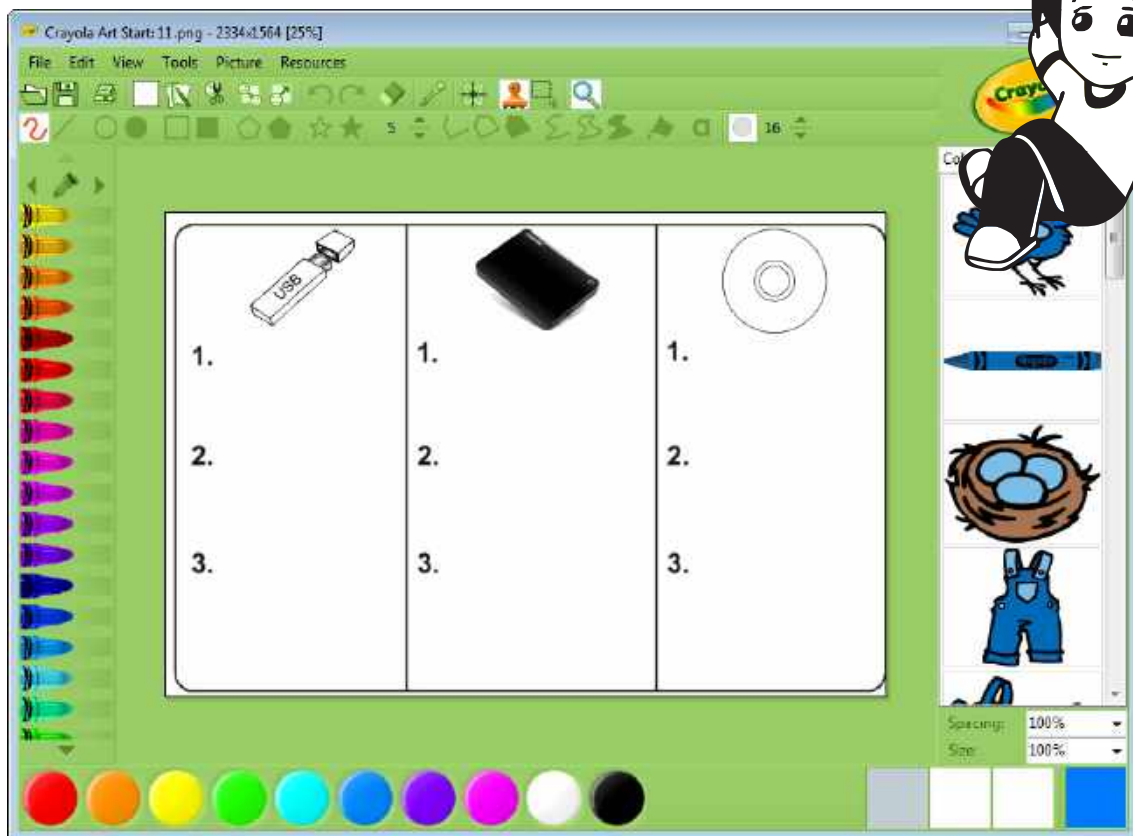 Crayola Art Start: 11.png - 2334x1564 [25%]
File Edit View Tools Picture Resources
5
16
USB
1. 1. 1.
2. 2. 2.
3. 3. 3.
Spacing: 100%
Size: 100%